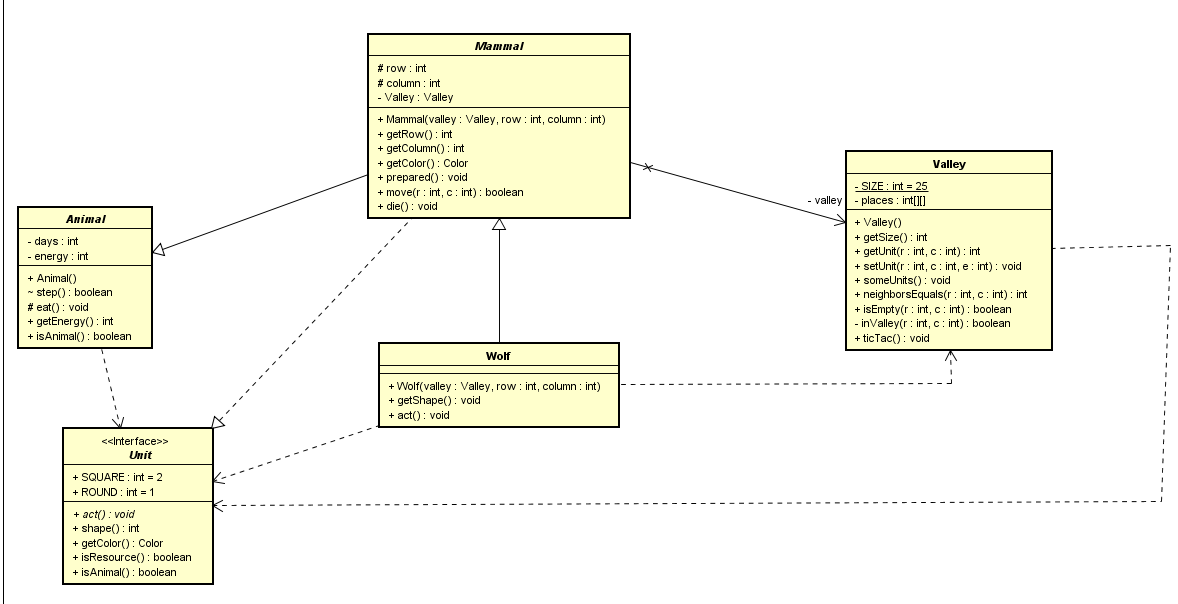 Mammal
# row : int
# column : int
- Valley : Valley
+ Mammal(valley : Valley, row : int, column : int)
+ getRow() : int
+ getColumn() : int
+ getColor() : Color
+ prepared() : void
+ move(r : int, c : int) : boolean
+ die() : void
Valley
- SIZE : int = 25
- places : int[][]
+ Valley()
+ getSize() : int
+ getUnit(r : int, c : int) : int
+ setUnit(r : int, c : int, e : int) : void
+ someUnits() : void
+ neighborsEquals(r : int, c : int) : int
+ isEmpty(r : int, c : int) : boolean
- inValley(r : int, c : int) : boolean
+ ticTac() : void
- valley
Animal
- days : int
- energy : int
+ Animal()
~ step() : boolean
# eat() : void
+ getEnergy() : int
+ isAnimal() : boolean
Wolf
+ Wolf(valley : Valley, row : int, column : int)
+ getShape() : void
+ act() : void
<<Interface>>
Unit
+ SQUARE : int = 2
+ ROUND : int = 1
+ act() : void
+ shape() : int
+ getColor() : Color
+ isResource() : boolean
+ isAnimal() : boolean